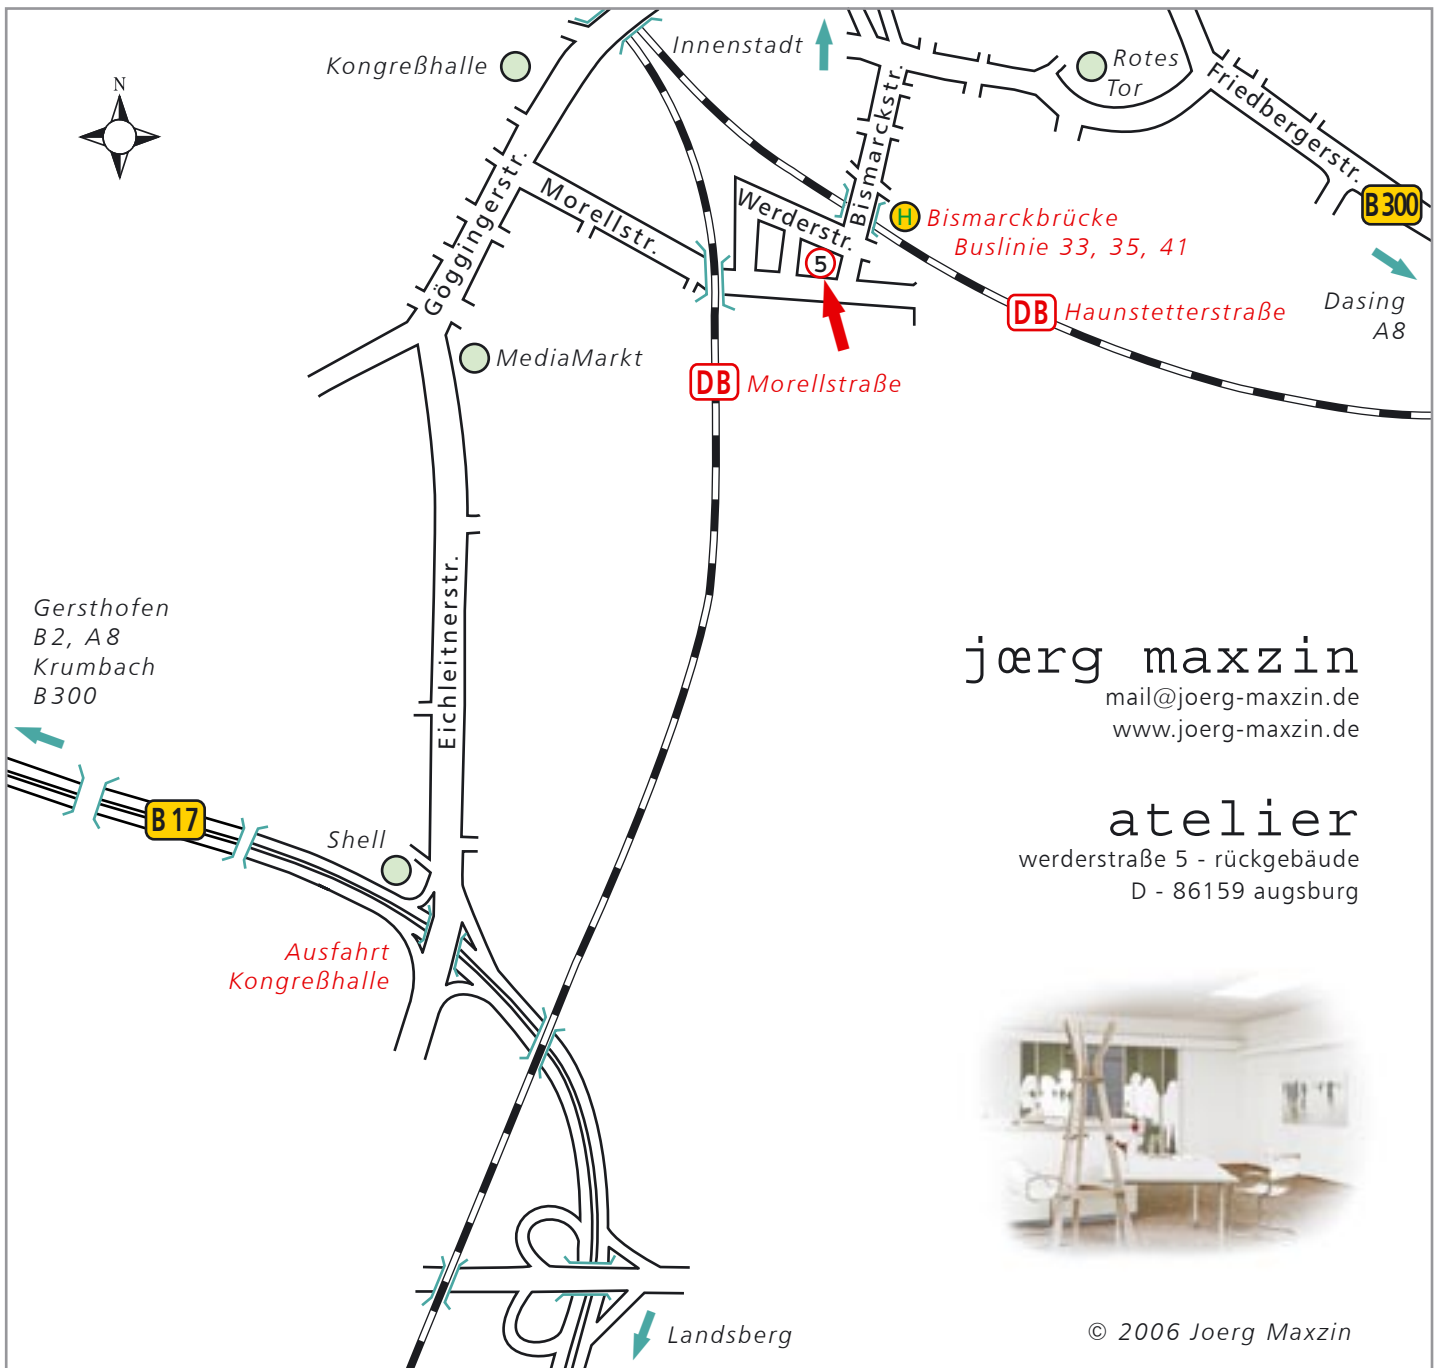 N
Kongreßhalle
Innenstadt
Rotes
Tor
Friedbergerstr.
B 300
Dasing
A8
Bismarckstr.
H
Bismarckbrücke
Buslinie 33, 35, 41
Werderstr.
5
Morellstr.
Göggingerstr.
DB
Haunstetterstraße
MediaMarkt
DB
Morellstraße
Eichleitnerstr.
Gersthofen
B2, A8
Krumbach
B300
B 17
Shell
Ausfahrt
Kongreßhalle
jœrg maxzin
mail@joerg-maxzin.de
www.joerg-maxzin.de
atelier
werderstraße 5 - rückgebäude
D - 86159 augsburg
Landsberg
© 2006 Joerg Maxzin